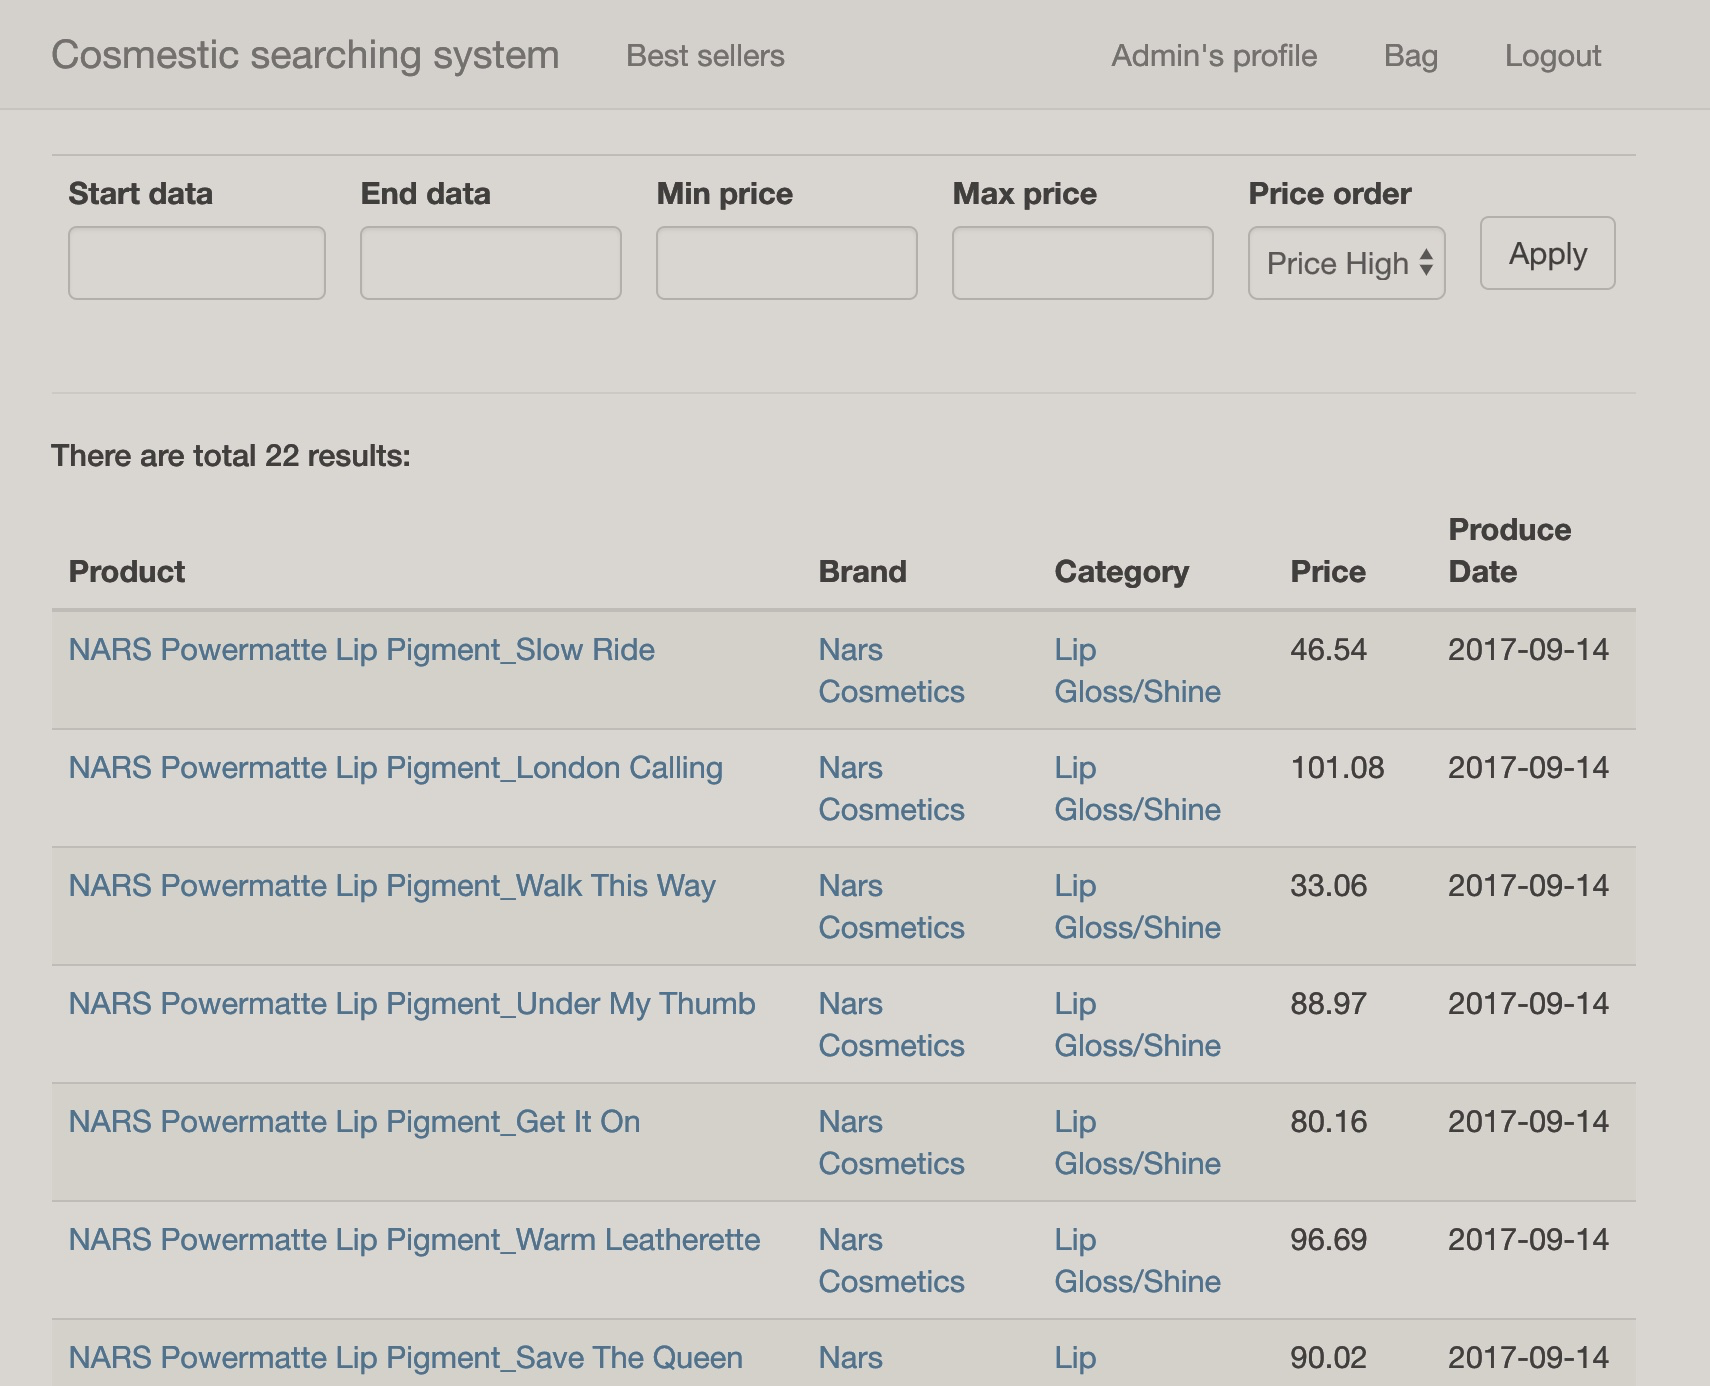 Cosmestic searching system Best sellers Admin's profile Bag Logout
Start data End data Min price Max price Price order
Price High Apply
There are total 22 results:
Produce
Product Brand Category Price Date
NARS Powermatte Lip Pigment_Slow Ride Nars Lip 46.54 2017-09-14
Cosmetics Gloss/Shine
NARS Powermatte Lip Pigment_London Calling Nars Lip 101.08 2017-09-14
Cosmetics Gloss/Shine
NARS Powermatte Lip Pigment_Walk This Way Nars Lip 33.06 2017-09-14
Cosmetics Gloss/Shine
NARS Powermatte Lip Pigment_Under My Thumb Nars Lip 88.97 2017-09-14
Cosmetics Gloss/Shine
NARS Powermatte Lip Pigment_Get It On Nars Lip 80.16 2017-09-14
Cosmetics Gloss/Shine
NARS Powermatte Lip Pigment_Warm Leatherette Nars Lip 96.69 2017-09-14
Cosmetics Gloss/Shine
NARS Powermatte Lip Pigment_Save The Queen Nars Lip 90.02 2017-09-14